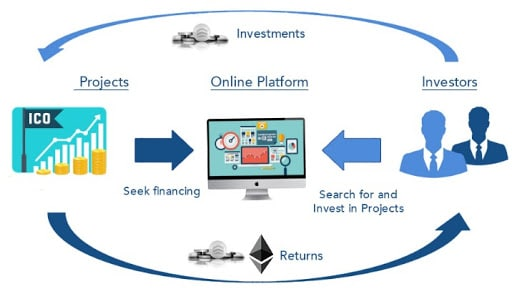 Investments
Projects
Online Platform
Investors
ICO
Seek financing
Search for and
Invest in Projects
Returns